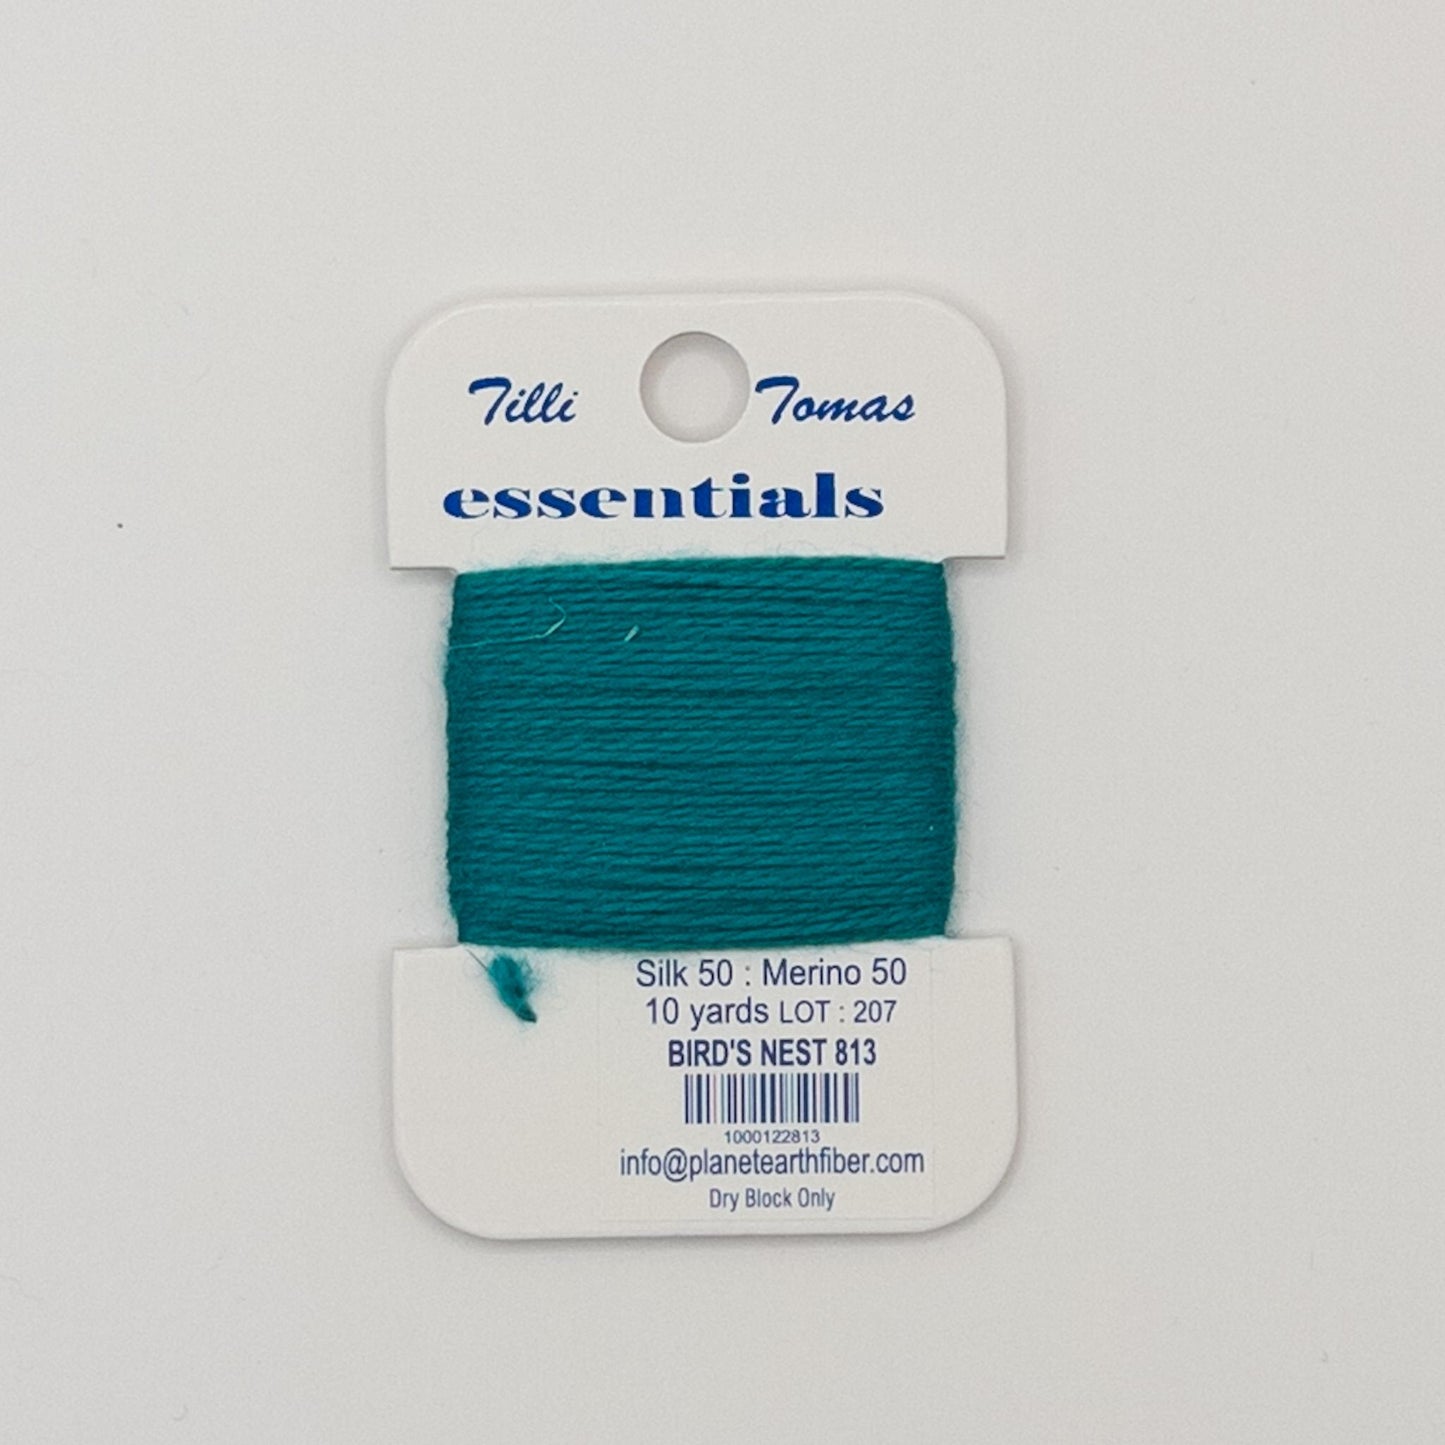 Tilli Tomas
essentials
Silk 50 : Merino 50
10 yards LOT : 207
BIRD'S NEST 813
1000122813
info@planetearthfiber.com
Dry Block Only